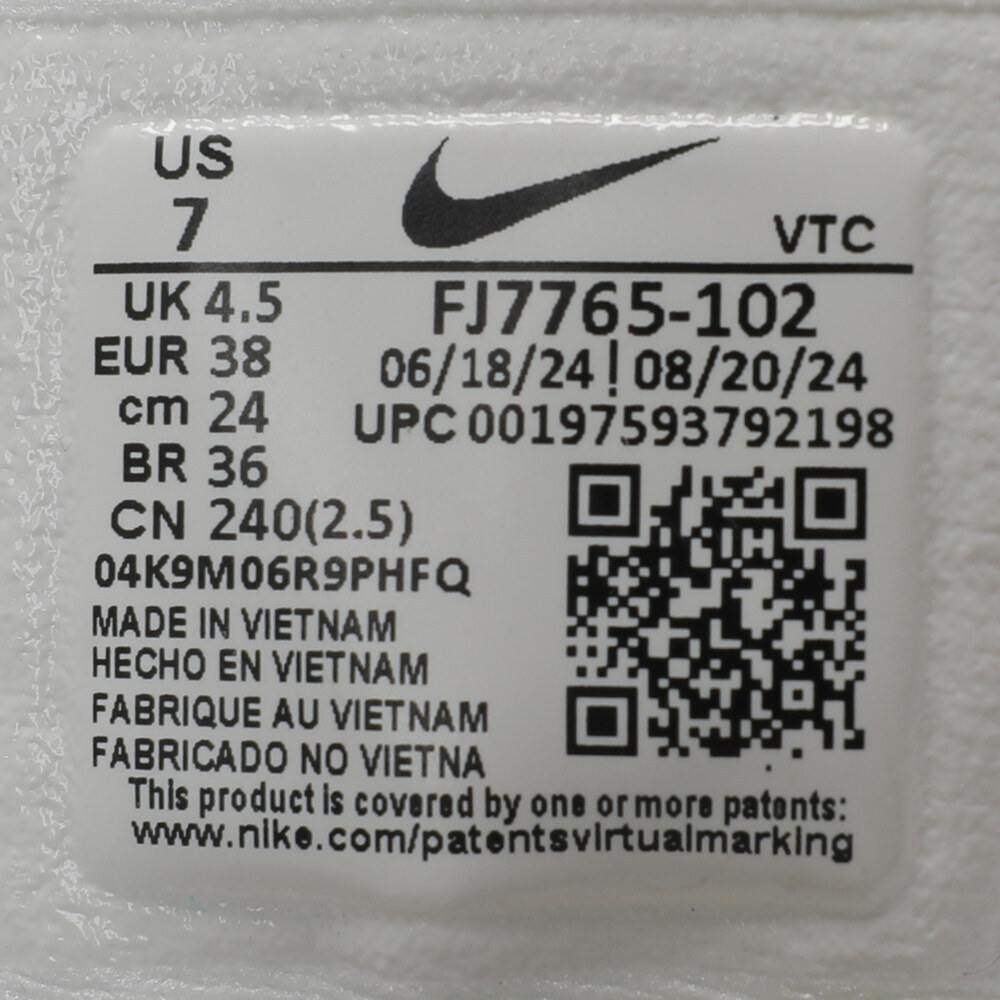 US
7
VTC
UK 4.5
EUR 38
cm 24
BR 36
CN 240(2.5)
FJ7765-102
06/18/24 | 08/20/24
UPC 00197593792198
04K9M06R9PHFQ
MADE IN VIETNAM
HECHO EN VIETNAM
FABRIQUE AU VIETNAM
FABRICADO NO VIETNA
This product is covered by one or more patents:
www.nike.com/patentsvirtualmarking